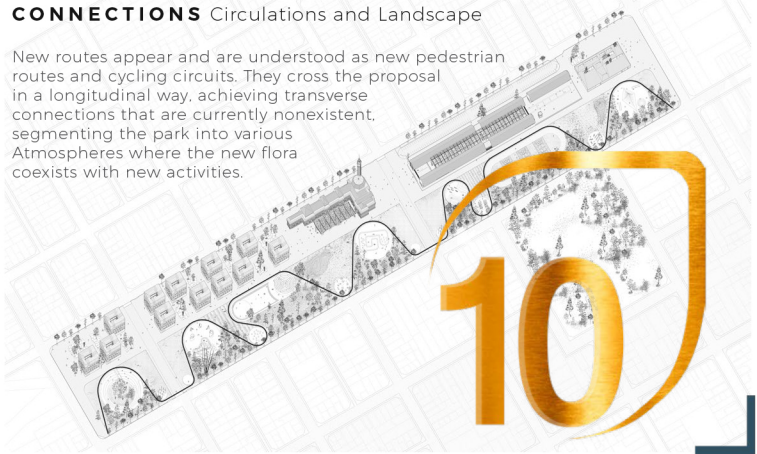 CONNECTIONS Circulations and Landscape
New routes appear and are understood as new pedestrian
routes and cycling circuits. They cross the proposal
in a longitudinal way, achieving transverse
connections that are currently nonexistent,
segmenting the park into various
Atmospheres where the new flora
coexists with new activities.
10